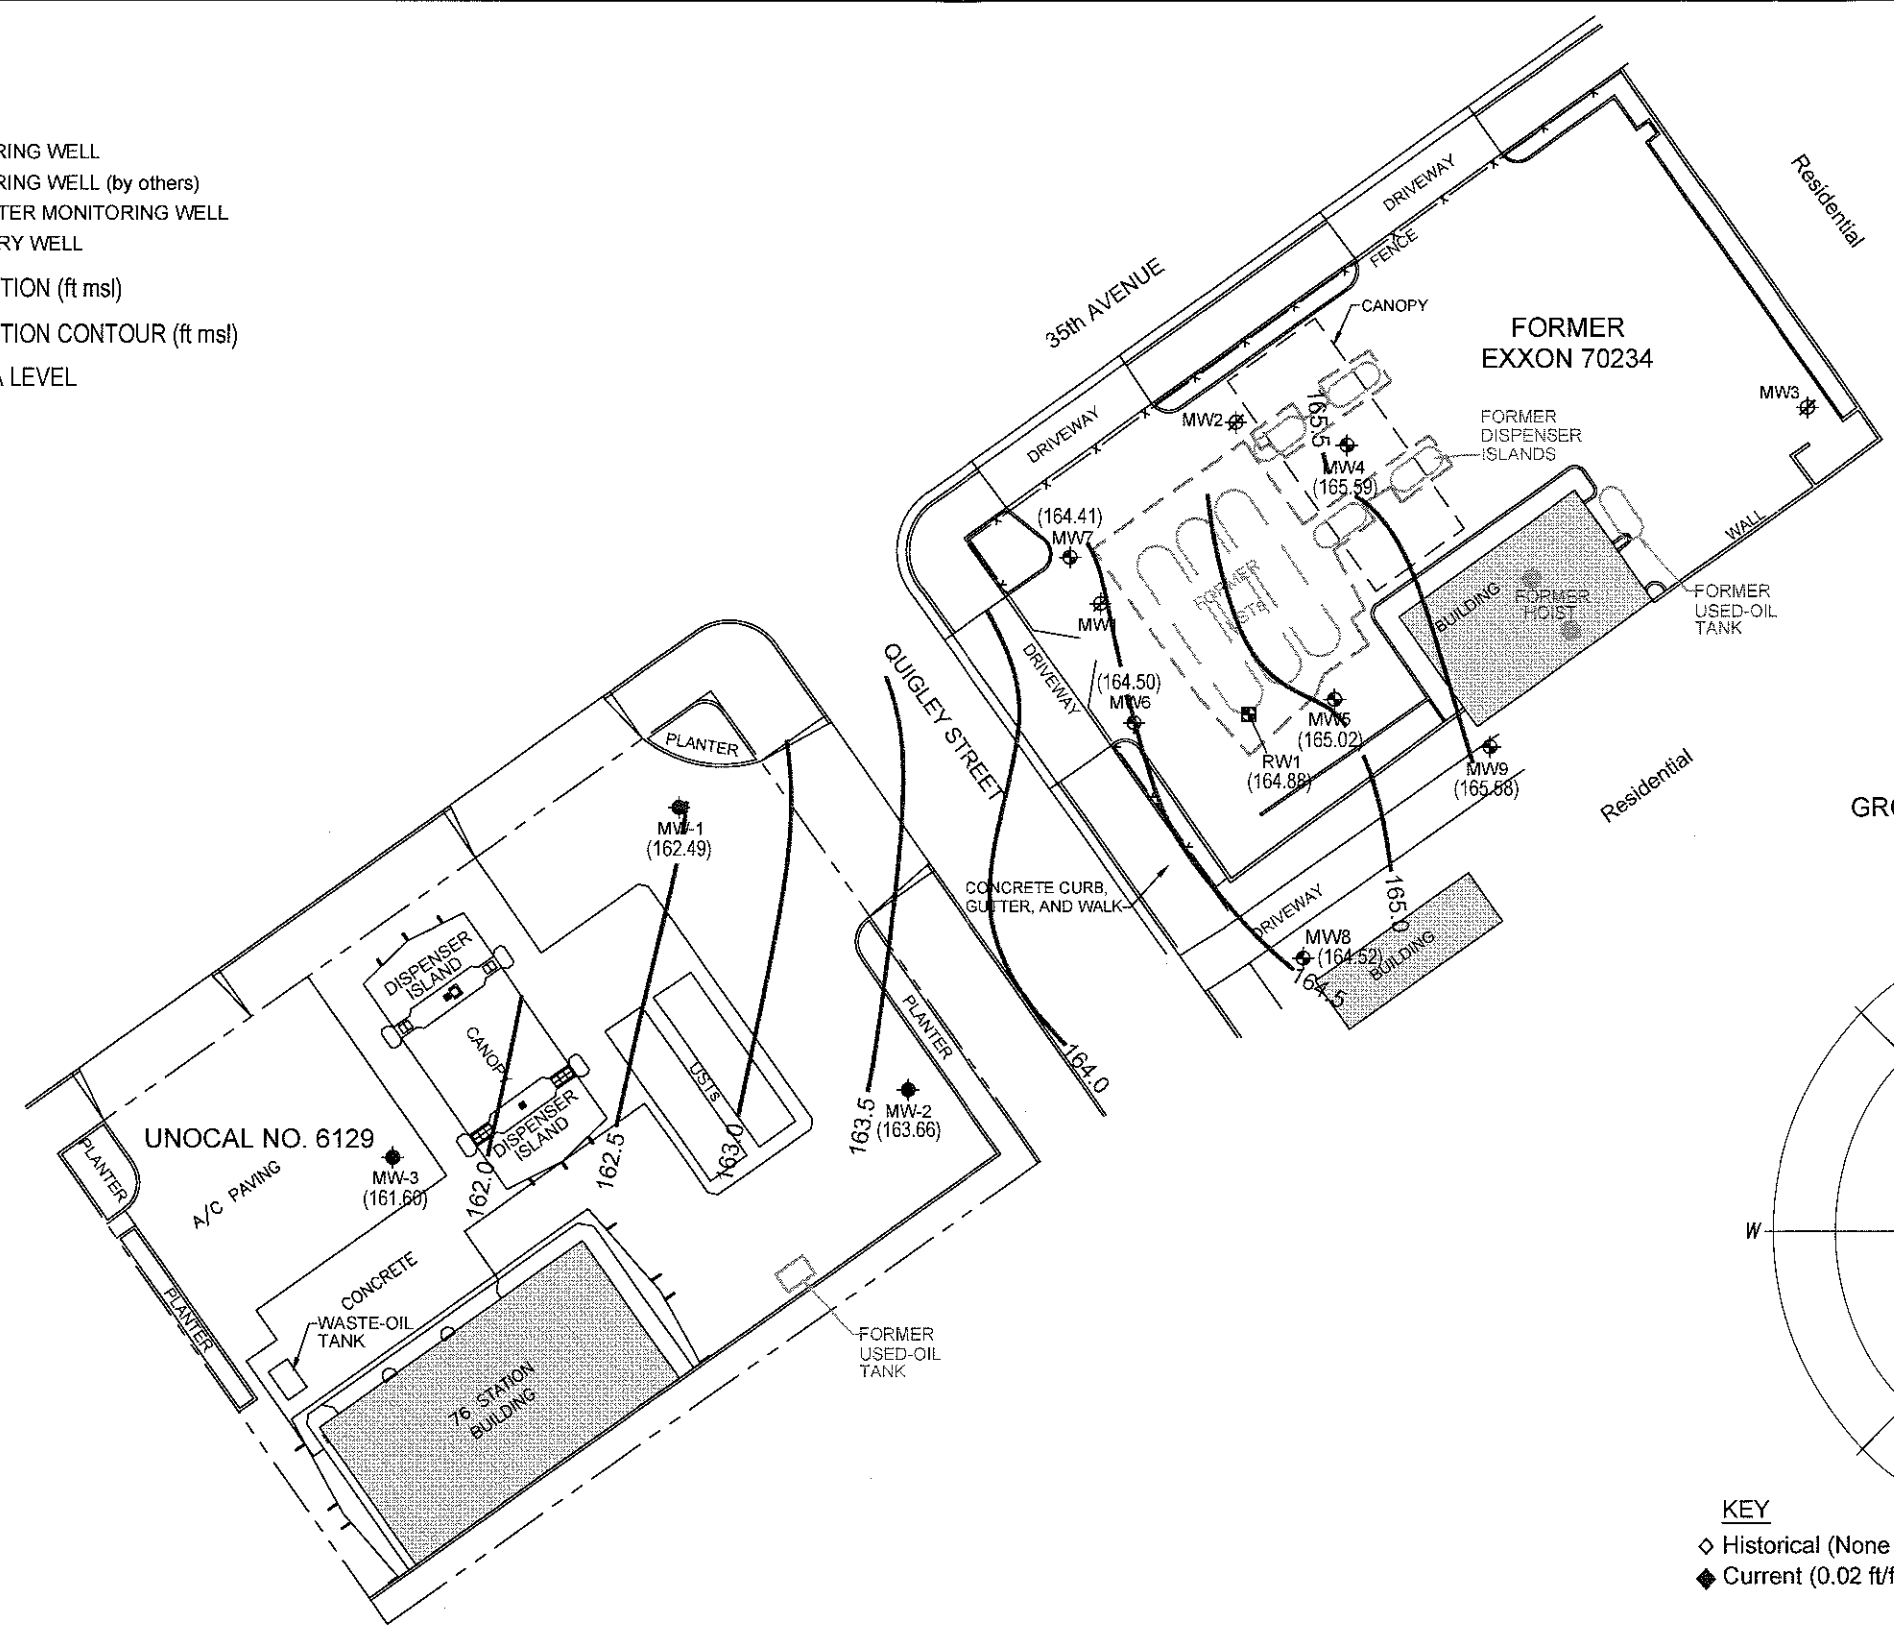 RING WELL
RING WELL (by others)
TER MONITORING WELL
RY WELL
TION (ft msl)
TION CONTOUR (ft msl)
A LEVEL
35th AVENUE
DRIVEWAY
FENCE
Residential
CANOPY
FORMER
EXXON 70234
MW3
MW2
165.5
MW4
(165.59)
FORMER
DISPENSER
ISLANDS
DRIVEWAY
(164.41)
MW7
MW1
FORMER
USTs
BUILDING
FORMER
HOIST
WALL
FORMER
USED-OIL
TANK
QUIGLEY STREET
DRIVEWAY
(164.50)
MW6
MW5
(165.02)
RW1
(164.88)
MW9
(165.58)
Residential
GR
PLANTER
MW-1
(162.49)
CONCRETE CURB,
GUTTER, AND WALK
DRIVEWAY
165.0
MW8
(164.52)
BUILDING
164.5
DISPENSER
ISLAND
CANOPY
USTs
PLANTER
164.0
DISPENSER
ISLAND
163.5
MW-2
(163.66)
163.0
162.5
162.0
UNOCAL NO. 6129
PLANTER
A/C PAVING
MW-3
(161.60)
PLANTER
CONCRETE
WASTE-OIL
TANK
FORMER
USED-OIL
TANK
76 STATION
BUILDING
W
KEY
Historical (None
Current (0.02 ft/f